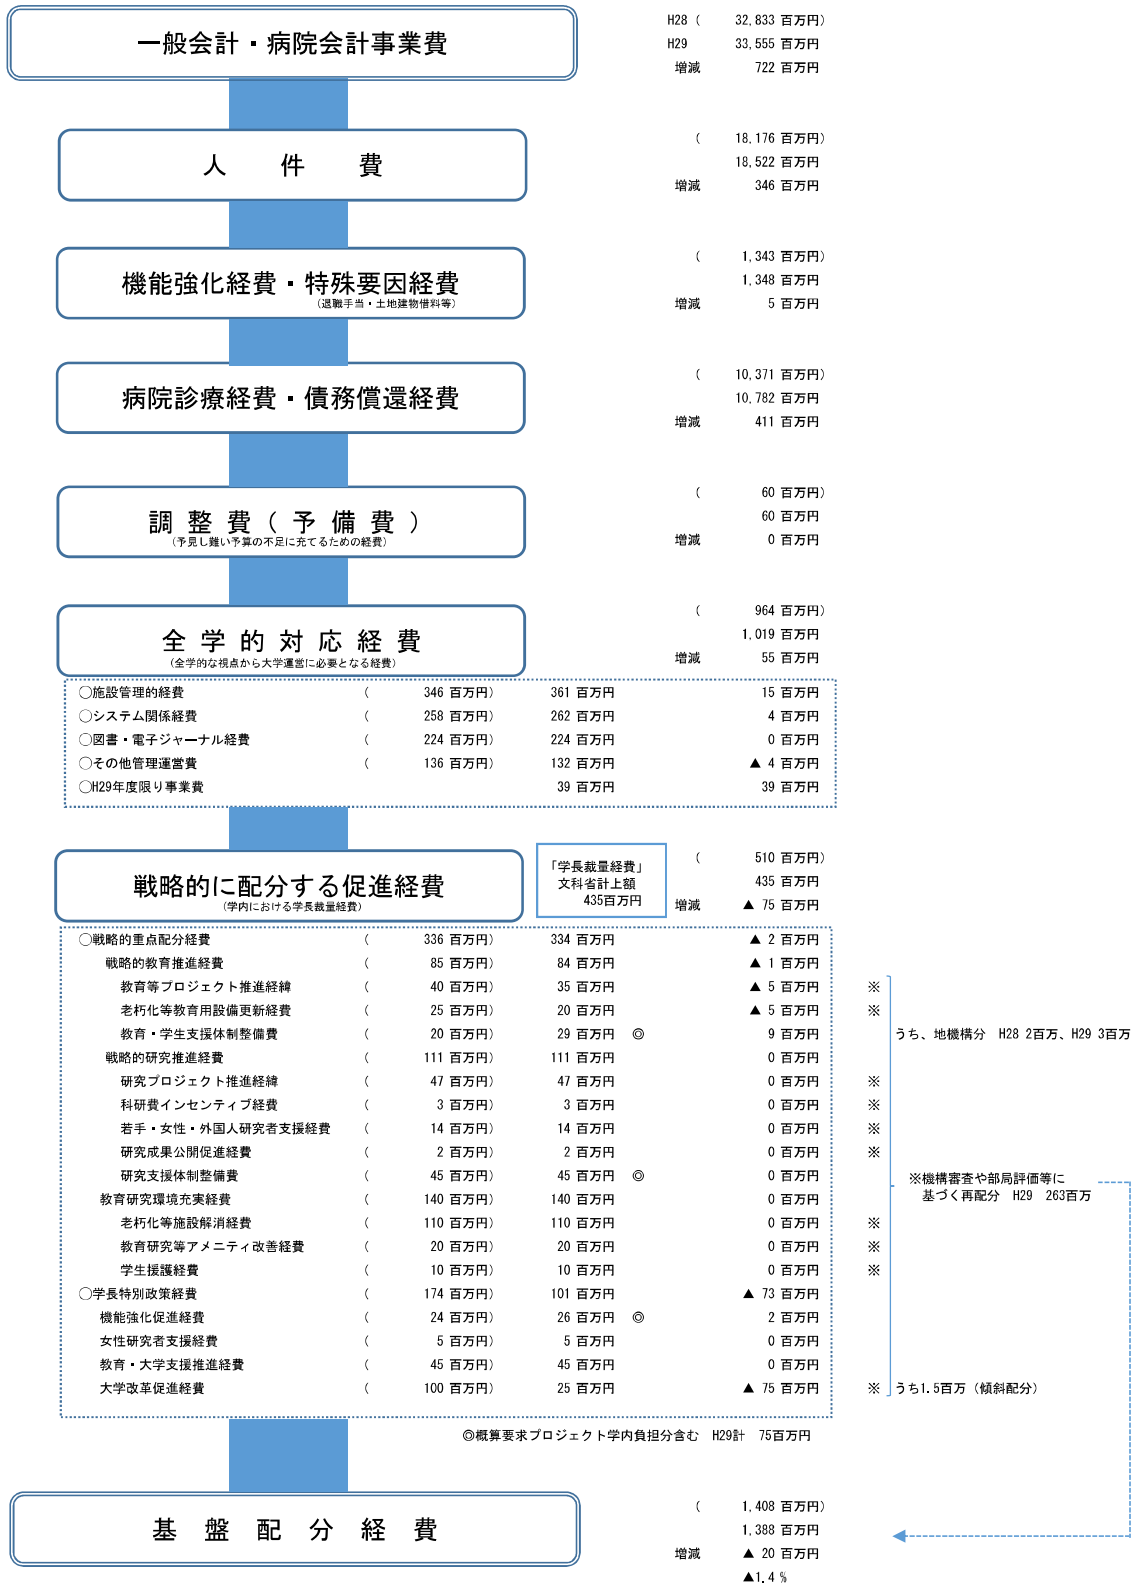 一般会計・病院会計事業費
H28 ( 32,833 百万円)
H29 33,555 百万円
増減 722 百万円
人件費
( 18,176 百万円)
18,522 百万円
増減 346 百万円
機能強化経費・特殊要因経費
(退職手当・土地建物借料等)
( 1,343 百万円)
1,348 百万円
増減 5 百万円
病院診療経費・債務償還経費
( 10,371 百万円)
10,782 百万円
増減 411 百万円
調整費(予備費)
(予見し難い予算の不足に充てるための経費)
( 60 百万円)
60 百万円
増減 0 百万円
全学的対応経費
(全学的な視点から大学運営に必要となる経費)
( 964 百万円)
1,019 百万円
増減 55 百万円
○施設管理的経費 ( 346 百万円) 361 百万円 15 百万円
○システム関係経費 ( 258 百万円) 262 百万円 4 百万円
○図書・電子ジャーナル経費 ( 224 百万円) 224 百万円 0 百万円
○その他管理運営費 ( 136 百万円) 132 百万円 ▲ 4 百万円
○H29年度限り事業費 39 百万円 39 百万円
戦略的に配分する促進経費
(学内における学長裁量経費)
「学長裁量経費」
文科省計上額
435百万円
( 510 百万円)
435 百万円
増減 ▲ 75 百万円
○戦略的重点配分経費 ( 336 百万円) 334 百万円 ▲ 2 百万円
戦略的教育推進経費 ( 85 百万円) 84 百万円 ▲ 1 百万円
教育等プロジェクト推進経緯 ( 40 百万円) 35 百万円 ▲ 5 百万円 ※
老朽化等教育用設備更新経費 ( 25 百万円) 20 百万円 ▲ 5 百万円 ※
教育・学生支援体制整備費 ( 20 百万円) 29 百万円 ◎ 9 百万円 うち、地機構分 H28 2百万、H29 3百万
戦略的研究推進経費 ( 111 百万円) 111 百万円 0 百万円
研究プロジェクト推進経緯 ( 47 百万円) 47 百万円 0 百万円 ※
科研費インセンティブ経費 ( 3 百万円) 3 百万円 0 百万円 ※
若手・女性・外国人研究者支援経費 ( 14 百万円) 14 百万円 0 百万円 ※
研究成果公開促進経費 ( 2 百万円) 2 百万円 0 百万円 ※
研究支援体制整備費 ( 45 百万円) 45 百万円 ◎ 0 百万円
※機構審査や部局評価等に
基づく再配分 H29 263百万
教育研究環境充実経費 ( 140 百万円) 140 百万円 0 百万円
老朽化等施設解消経費 ( 110 百万円) 110 百万円 0 百万円 ※
教育研究等アメニティ改善経費 ( 20 百万円) 20 百万円 0 百万円 ※
学生援護経費 ( 10 百万円) 10 百万円 0 百万円 ※
○学長特別政策経費 ( 174 百万円) 101 百万円 ▲ 73 百万円
機能強化促進経費 ( 24 百万円) 26 百万円 ◎ 2 百万円
女性研究者支援経費 ( 5 百万円) 5 百万円 0 百万円
教育・大学支援推進経費 ( 45 百万円) 45 百万円 0 百万円
大学改革促進経費 ( 100 百万円) 25 百万円 ▲ 75 百万円 ※ うち1.5百万(傾斜配分)
◎概算要求プロジェクト学内負担分含む H29計 75百万円
基盤配分経費
( 1,408 百万円)
1,388 百万円
増減 ▲ 20 百万円
▲1.4 %